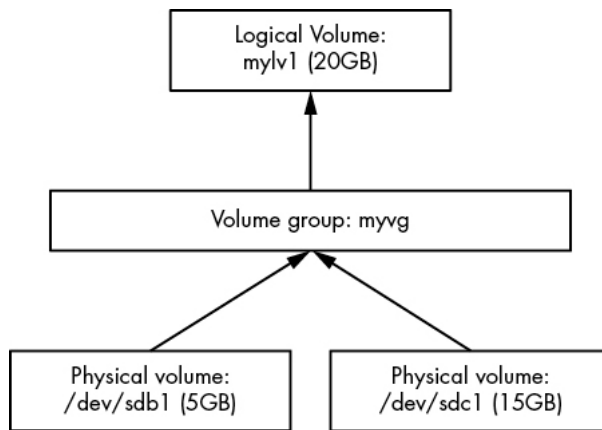 Logical Volume:
mylv1 (20GB)
Volume group: myvg
Physical volume:
/dev/sdb1 (5GB)
Physical volume:
/dev/sdc1 (15GB)